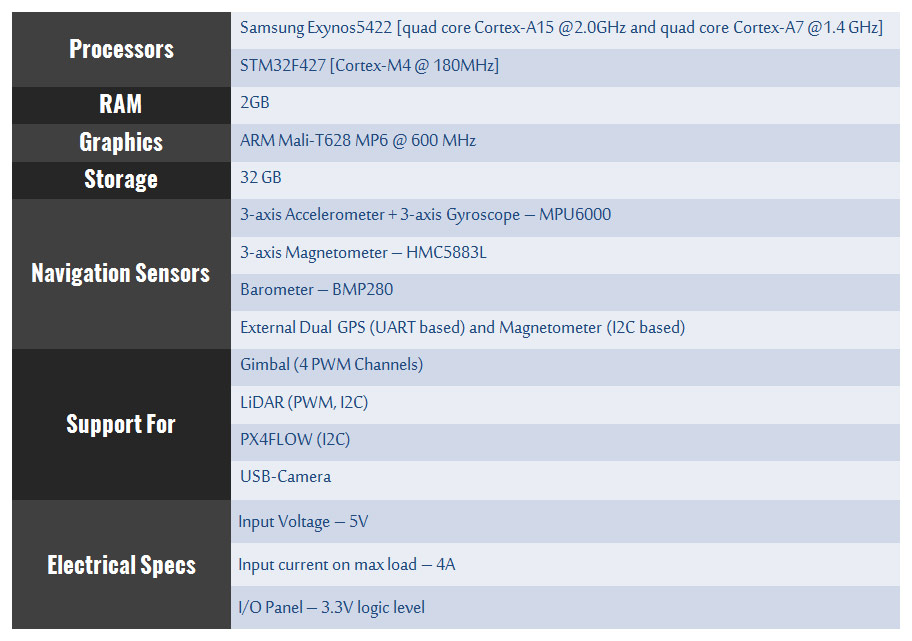 Processors
Samsung Exynos5422 [quad core Cortex-A15 @2.0GHz and quad core Cortex-A7 @1.4 GHz]
STM32F427 [Cortex-M4 @ 180MHz]
RAM
2GB
Graphics
ARM Mali-T628 MP6 @ 600 MHz
Storage
32 GB
Navigation Sensors
3-axis Accelerometer + 3-axis Gyroscope – MPU6000
3-axis Magnetometer – HMC5883L
Barometer – BMP280
External Dual GPS (UART based) and Magnetometer (I2C based)
Support For
Gimbal (4 PWM Channels)
LiDAR (PWM, I2C)
PX4FLOW (I2C)
USB-Camera
Electrical Specs
Input Voltage – 5V
Input current on max load – 4A
I/O Panel – 3.3V logic level